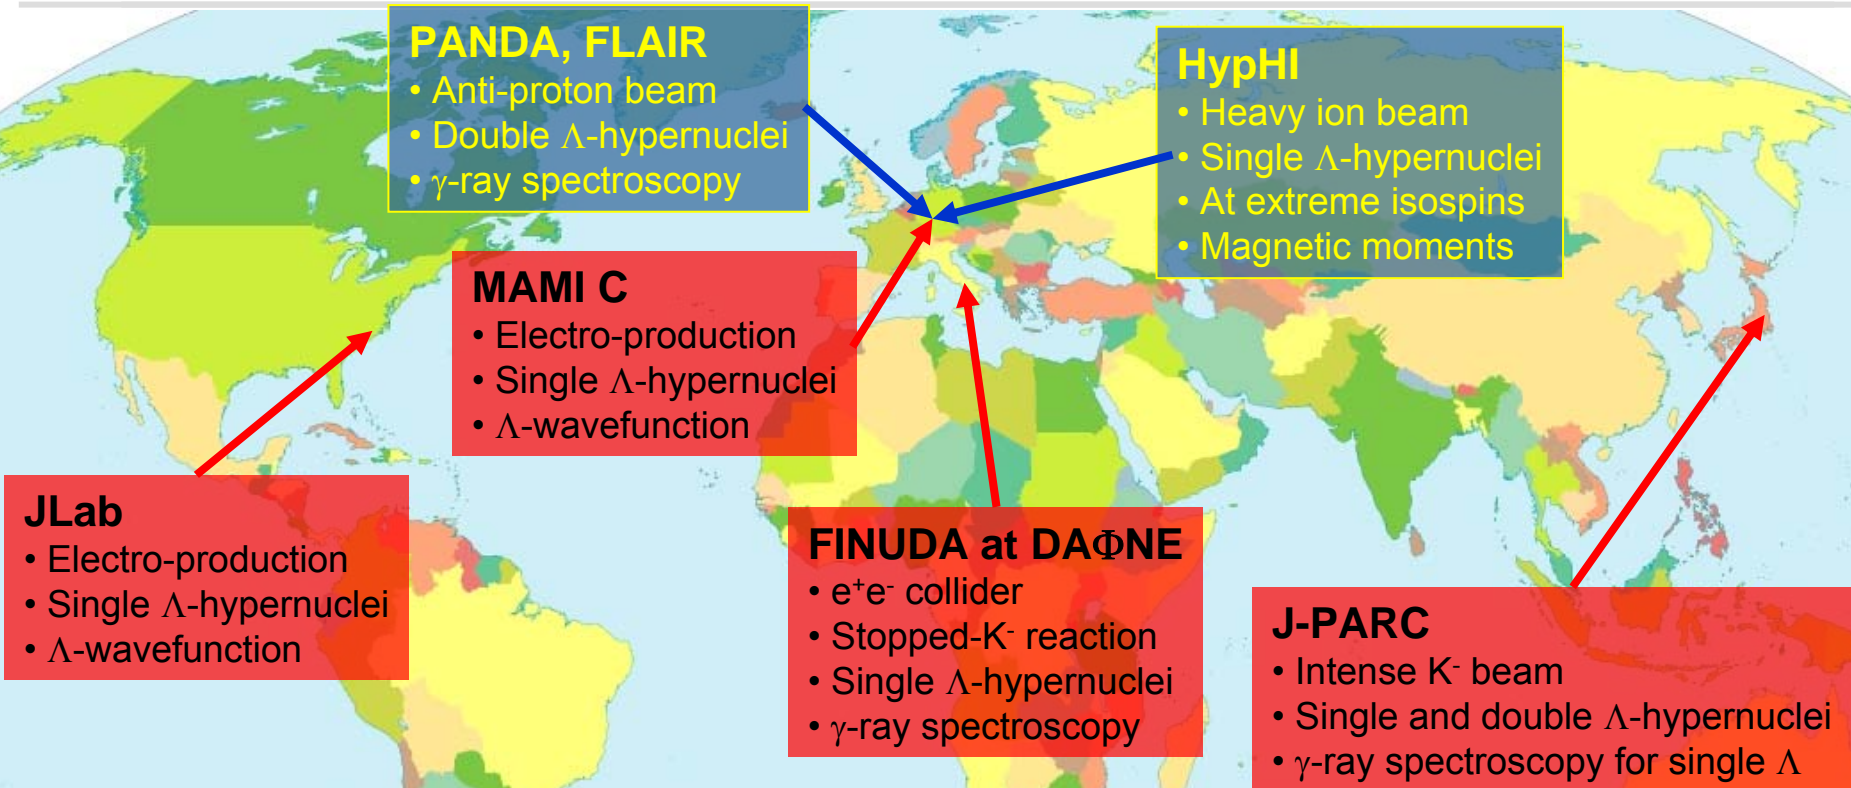 PANDA, FLAIR
• Anti-proton beam
• Double Λ-hypernuclei
• γ-ray spectroscopy
HypHI
• Heavy ion beam
• Single Λ-hypernuclei
• At extreme isospins
• Magnetic moments
MAMI C
• Electro-production
• Single Λ-hypernuclei
• Λ-wavefunction
JLab
• Electro-production
• Single Λ-hypernuclei
• Λ-wavefunction
FINUDA at DAΦNE
• e⁺e⁻ collider
• Stopped-K⁻ reaction
• Single Λ-hypernuclei
• γ-ray spectroscopy
J-PARC
• Intense K⁻ beam
• Single and double Λ-hypernuclei
• γ-ray spectroscopy for single Λ